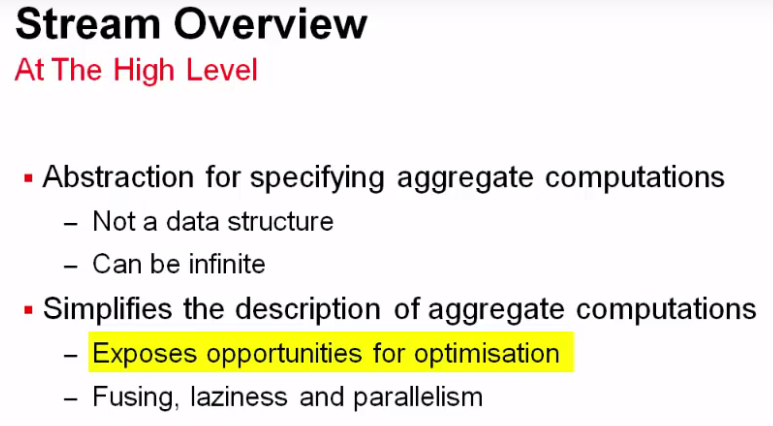 Stream Overview
At The High Level
▪ Abstraction for specifying aggregate computations
– Not a data structure
– Can be infinite
▪ Simplifies the description of aggregate computations
– Exposes opportunities for optimisation
– Fusing, laziness and parallelism